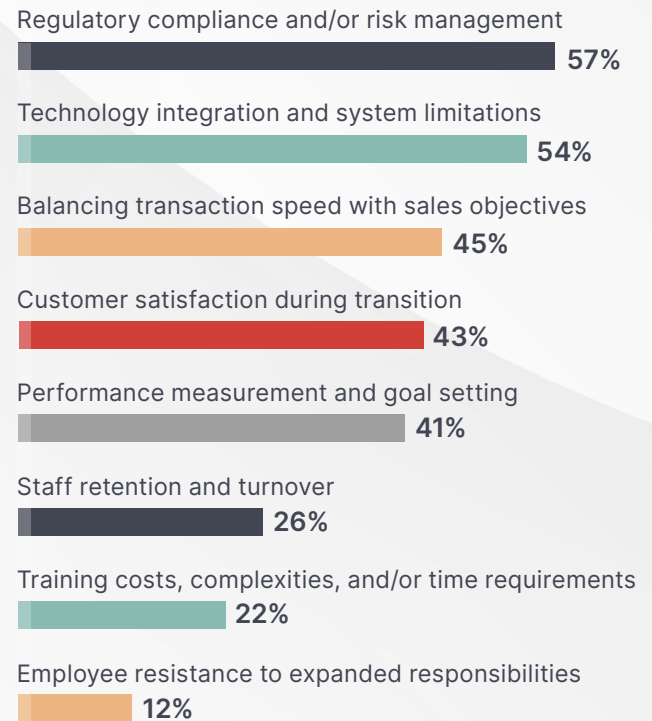 Regulatory compliance and/or risk management
57%
Technology integration and system limitations
54%
Balancing transaction speed with sales objectives
45%
Customer satisfaction during transition
43%
Performance measurement and goal setting
41%
Staff retention and turnover
26%
Training costs, complexities, and/or time requirements
22%
Employee resistance to expanded responsibilities
12%